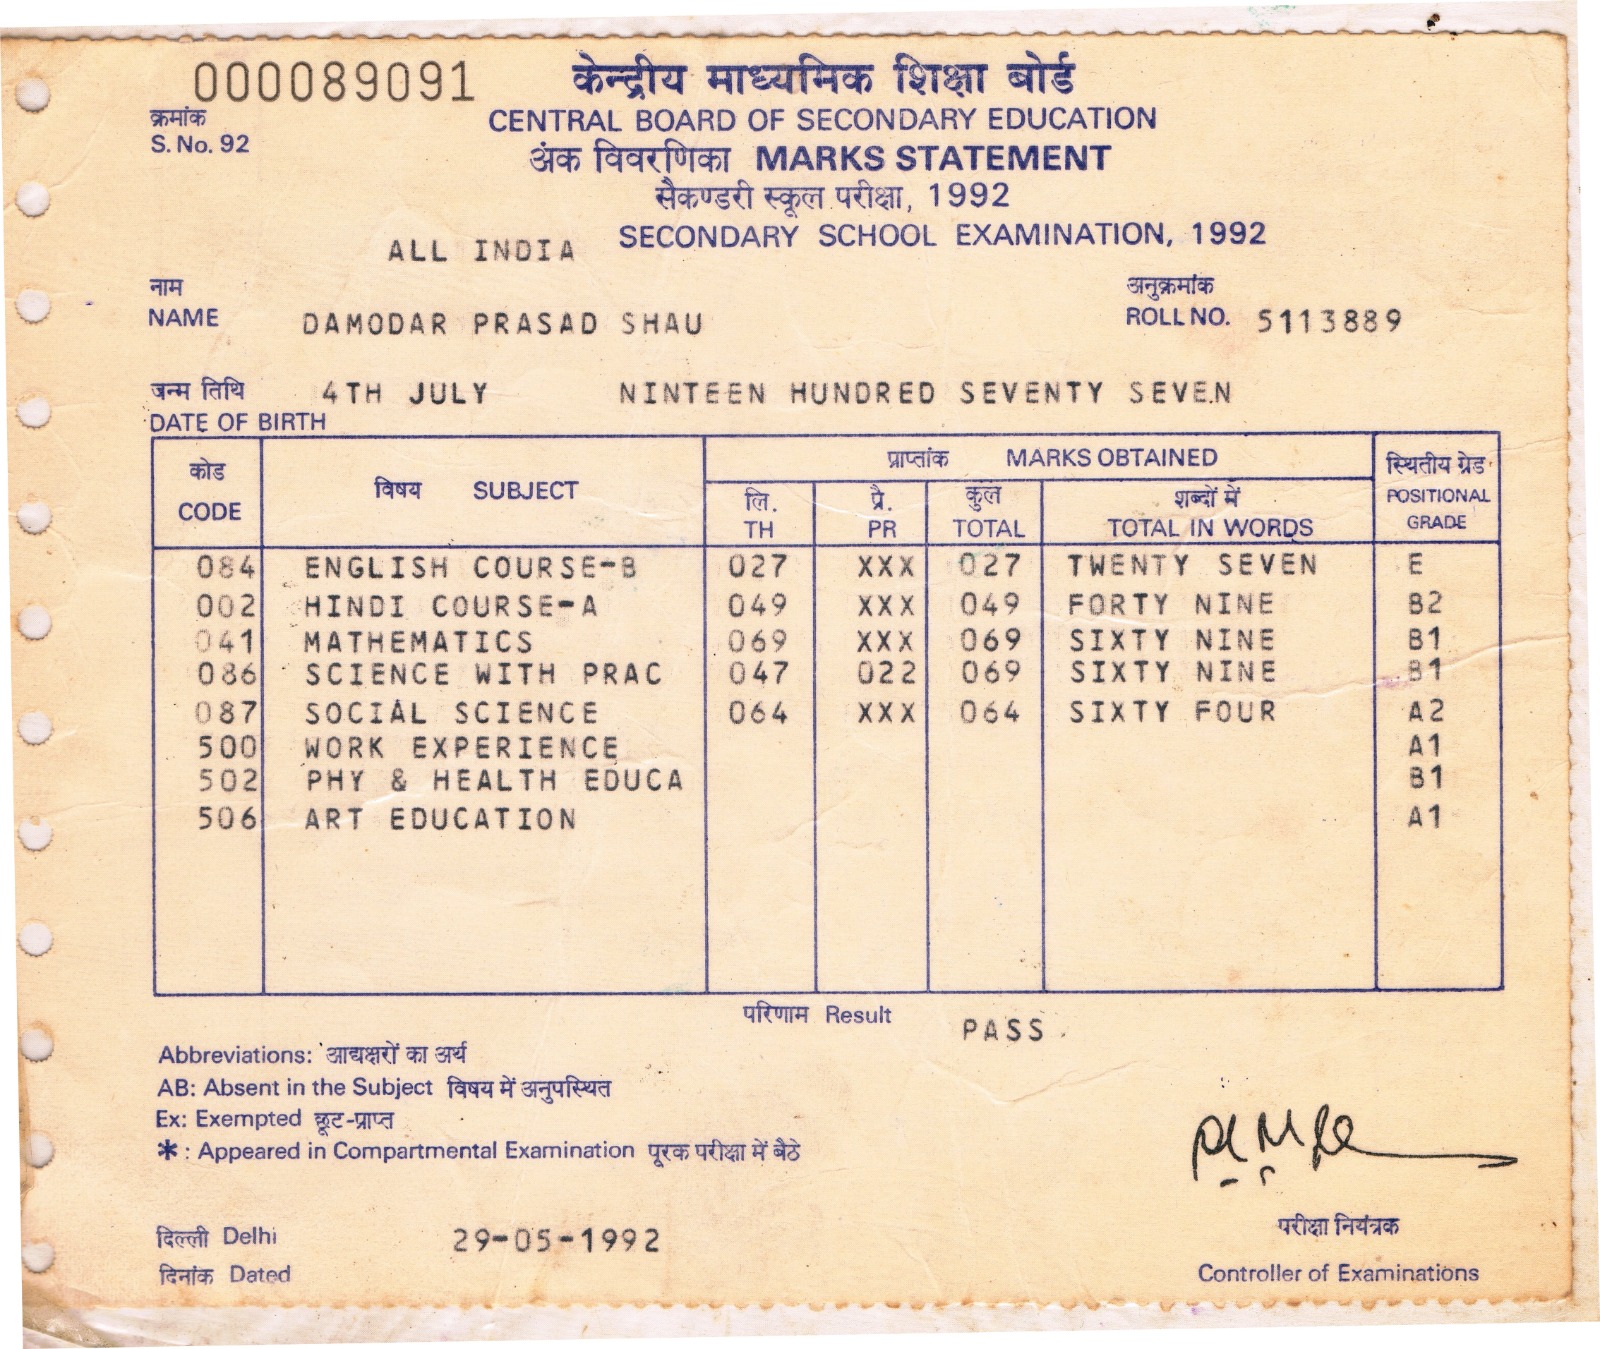 000089091
केन्द्रीय माध्यमिक शिक्षा बोर्ड
क्रमांक
CENTRAL BOARD OF SECONDARY EDUCATION
S. No. 92
अंक विवरणिका MARKS STATEMENT
सैकण्डरी स्कूल परीक्षा, 1992
ALL INDIA SECONDARY SCHOOL EXAMINATION, 1992
नाम अनुक्रमांक
NAME DAMODAR PRASAD SHAU ROLL NO. 5113889
जन्म तिथि 4TH JULY NINTEEN HUNDRED SEVENTY SEVEN
DATE OF BIRTH
कोड विषय SUBJECT प्राप्तांक MARKS OBTAINED स्थितीय ग्रेड
CODE लि. प्रै. कुल शब्दों में POSITIONAL
TH PR TOTAL TOTAL IN WORDS GRADE
084 ENGLISH COURSE-B 027 XXX 027 TWENTY SEVEN E
002 HINDI COURSE-A 049 XXX 049 FORTY NINE B2
041 MATHEMATICS 069 XXX 069 SIXTY NINE B1
086 SCIENCE WITH PRAC 047 022 069 SIXTY NINE B1
087 SOCIAL SCIENCE 064 XXX 064 SIXTY FOUR A2
500 WORK EXPERIENCE A1
502 PHY & HEALTH EDUCA B1
506 ART EDUCATION A1
परिणाम Result PASS
Abbreviations: आद्यक्षरों का अर्थ
AB: Absent in the Subject विषय में अनुपस्थित
Ex: Exempted छूट-प्राप्त
* : Appeared in Compartmental Examination पूरक परीक्षा में बैठे
दिल्ली Delhi 29-05-1992 परीक्षा नियंत्रक
दिनांक Dated Controller of Examinations